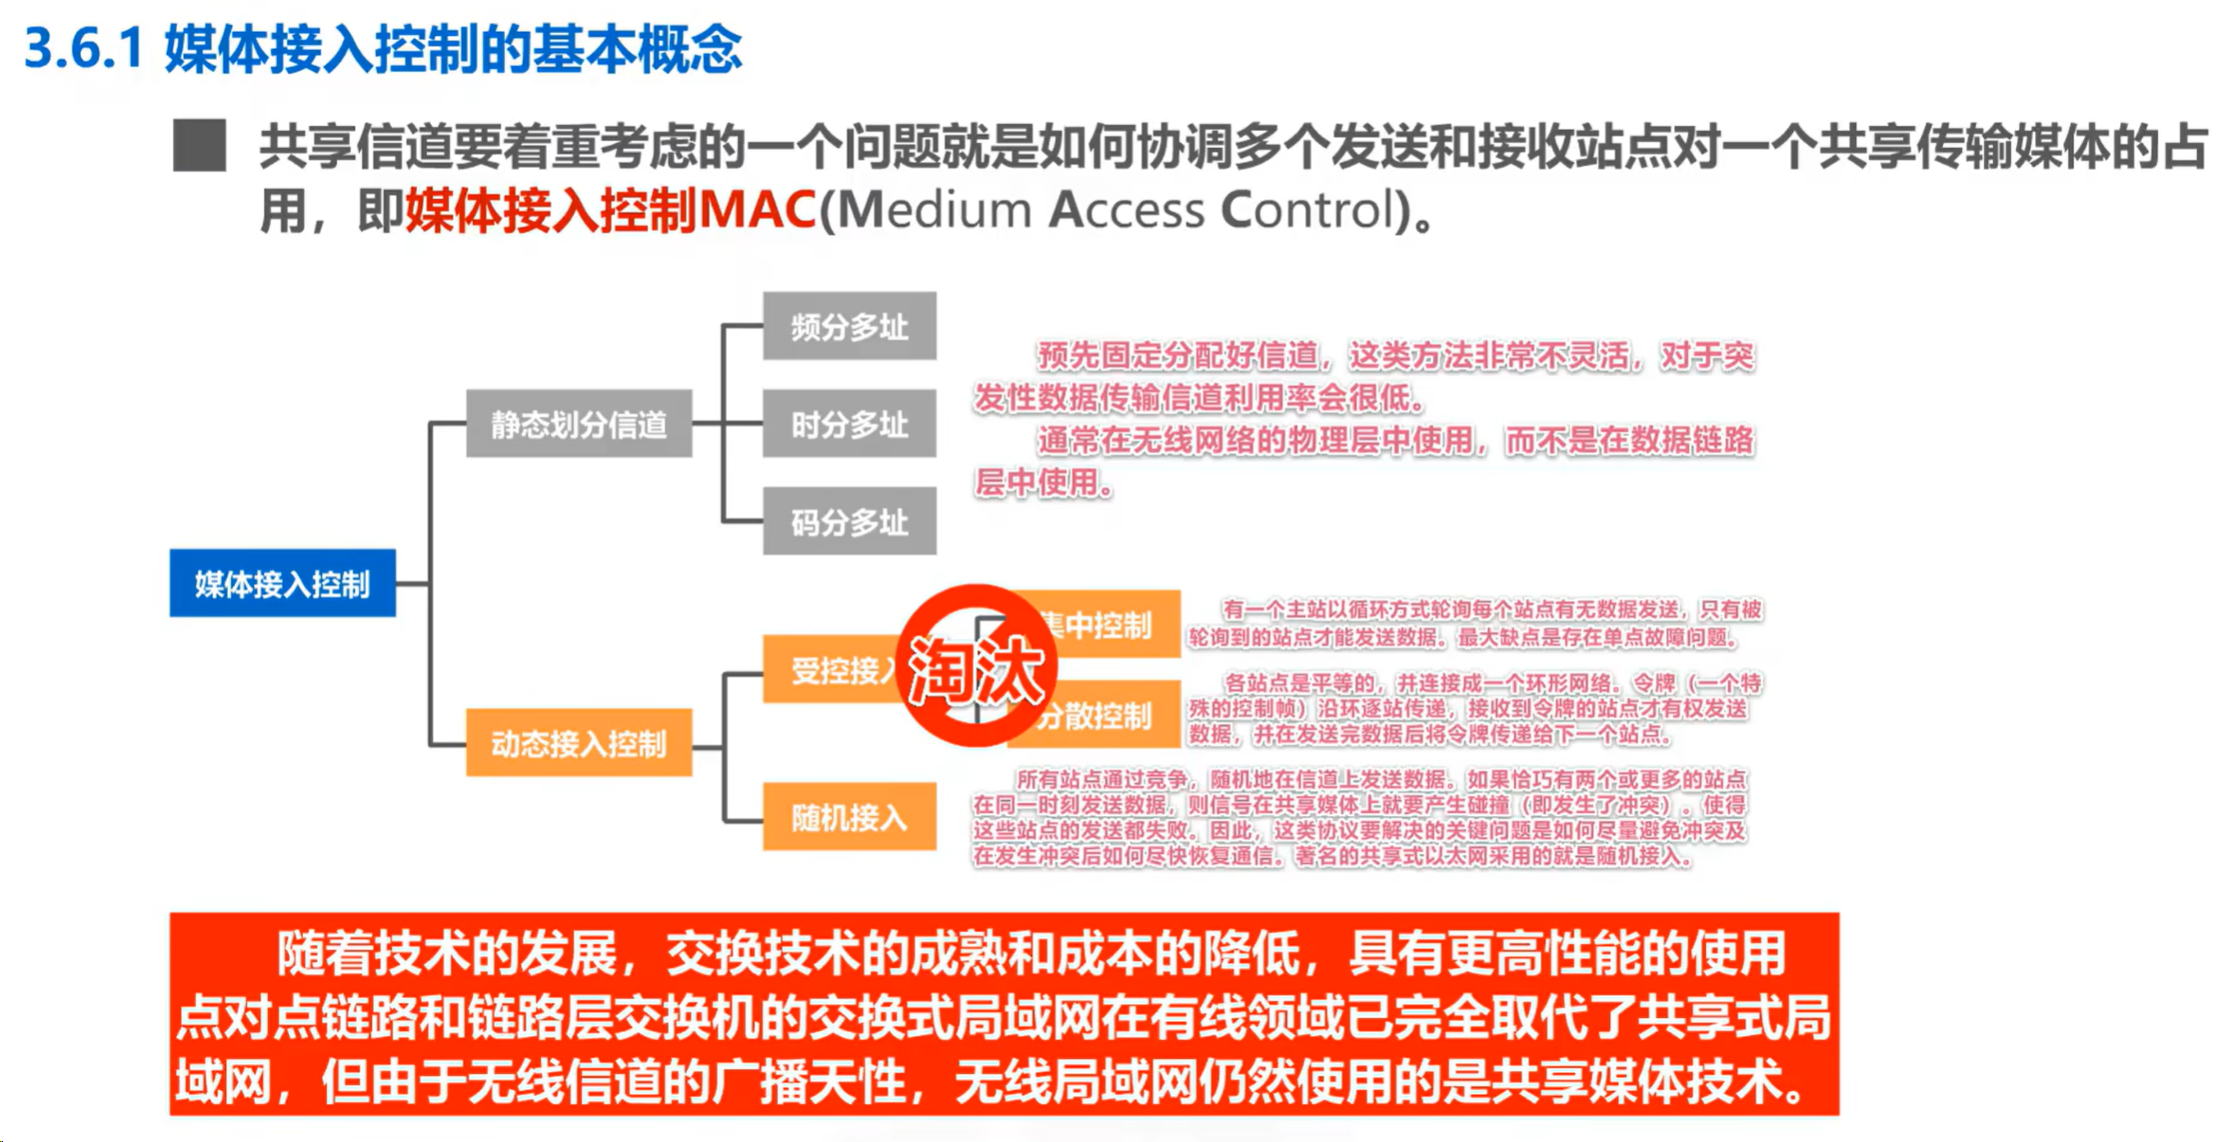 3.6.1 媒体接入控制的基本概念
共享信道要着重考虑的一个问题就是如何协调多个发送和接收站点对一个共享传输媒体的占
用，即媒体接入控制MAC(Medium Access Control)。
频分多址
预先固定分配好信道，这类方法非常不灵活，对于突
发性数据传输信道利用率会很低。
静态划分信道
时分多址
通常在无线网络的物理层中使用，而不是在数据链路
层中使用。
码分多址
媒体接入控制
集中控制
有一个主站以循环方式轮询每个站点有无数据发送，只有被
轮询到的站点才能发送数据。最大缺点是存在单点故障问题。
受控接入
淘汰
分散控制
各站点是平等的，并连接成一个环形网络。令牌（一个特
殊的控制帧）沿环逐站传递，接收到令牌的站点才有权发送
数据，并在发送完数据后将令牌传递给下一个站点。
动态接入控制
随机接入
所有站点通过竞争，随机地在信道上发送数据。如果恰巧有两个或更多的站点
在同一时刻发送数据，则信号在共享媒体上就要产生碰撞（即发生了冲突）。使得
这些站点的发送都失败。因此，这类协议要解决的关键问题是如何尽量避免冲突及
在发生冲突后如何尽快恢复通信。著名的共享式以太网采用的就是随机接入。
随着技术的发展，交换技术的成熟和成本的降低，具有更高性能的使用
点对点链路和链路层交换机的交换式局域网在有线领域已完全取代了共享式局
域网，但由于无线信道的广播天性，无线局域网仍然使用的是共享媒体技术。